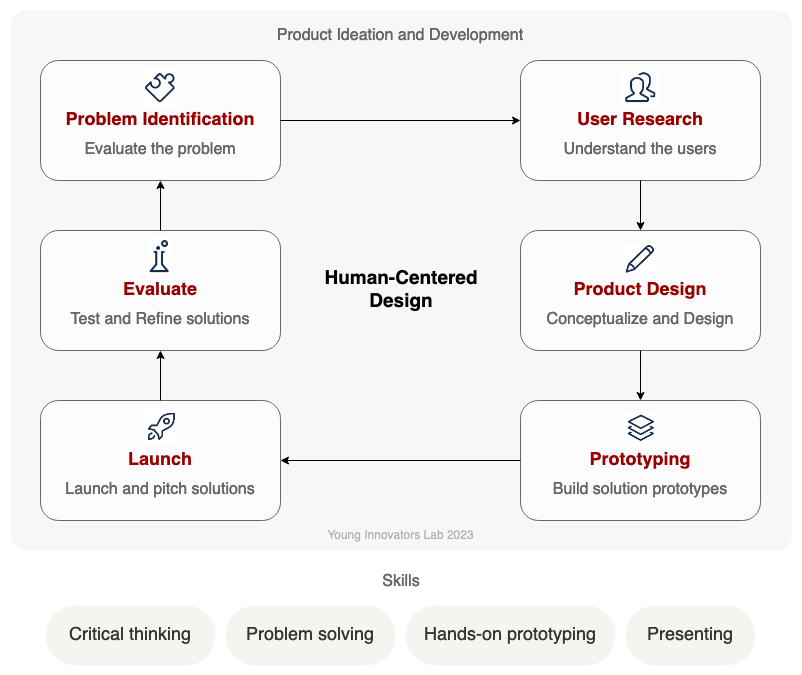 Product Ideation and Development
Problem Identification
Evaluate the problem
User Research
Understand the users
Evaluate
Test and Refine solutions
Human-Centered
Design
Product Design
Conceptualize and Design
Launch
Launch and pitch solutions
Prototyping
Build solution prototypes
Young Innovators Lab 2023
Skills
Critical thinking
Problem solving
Hands-on prototyping
Presenting